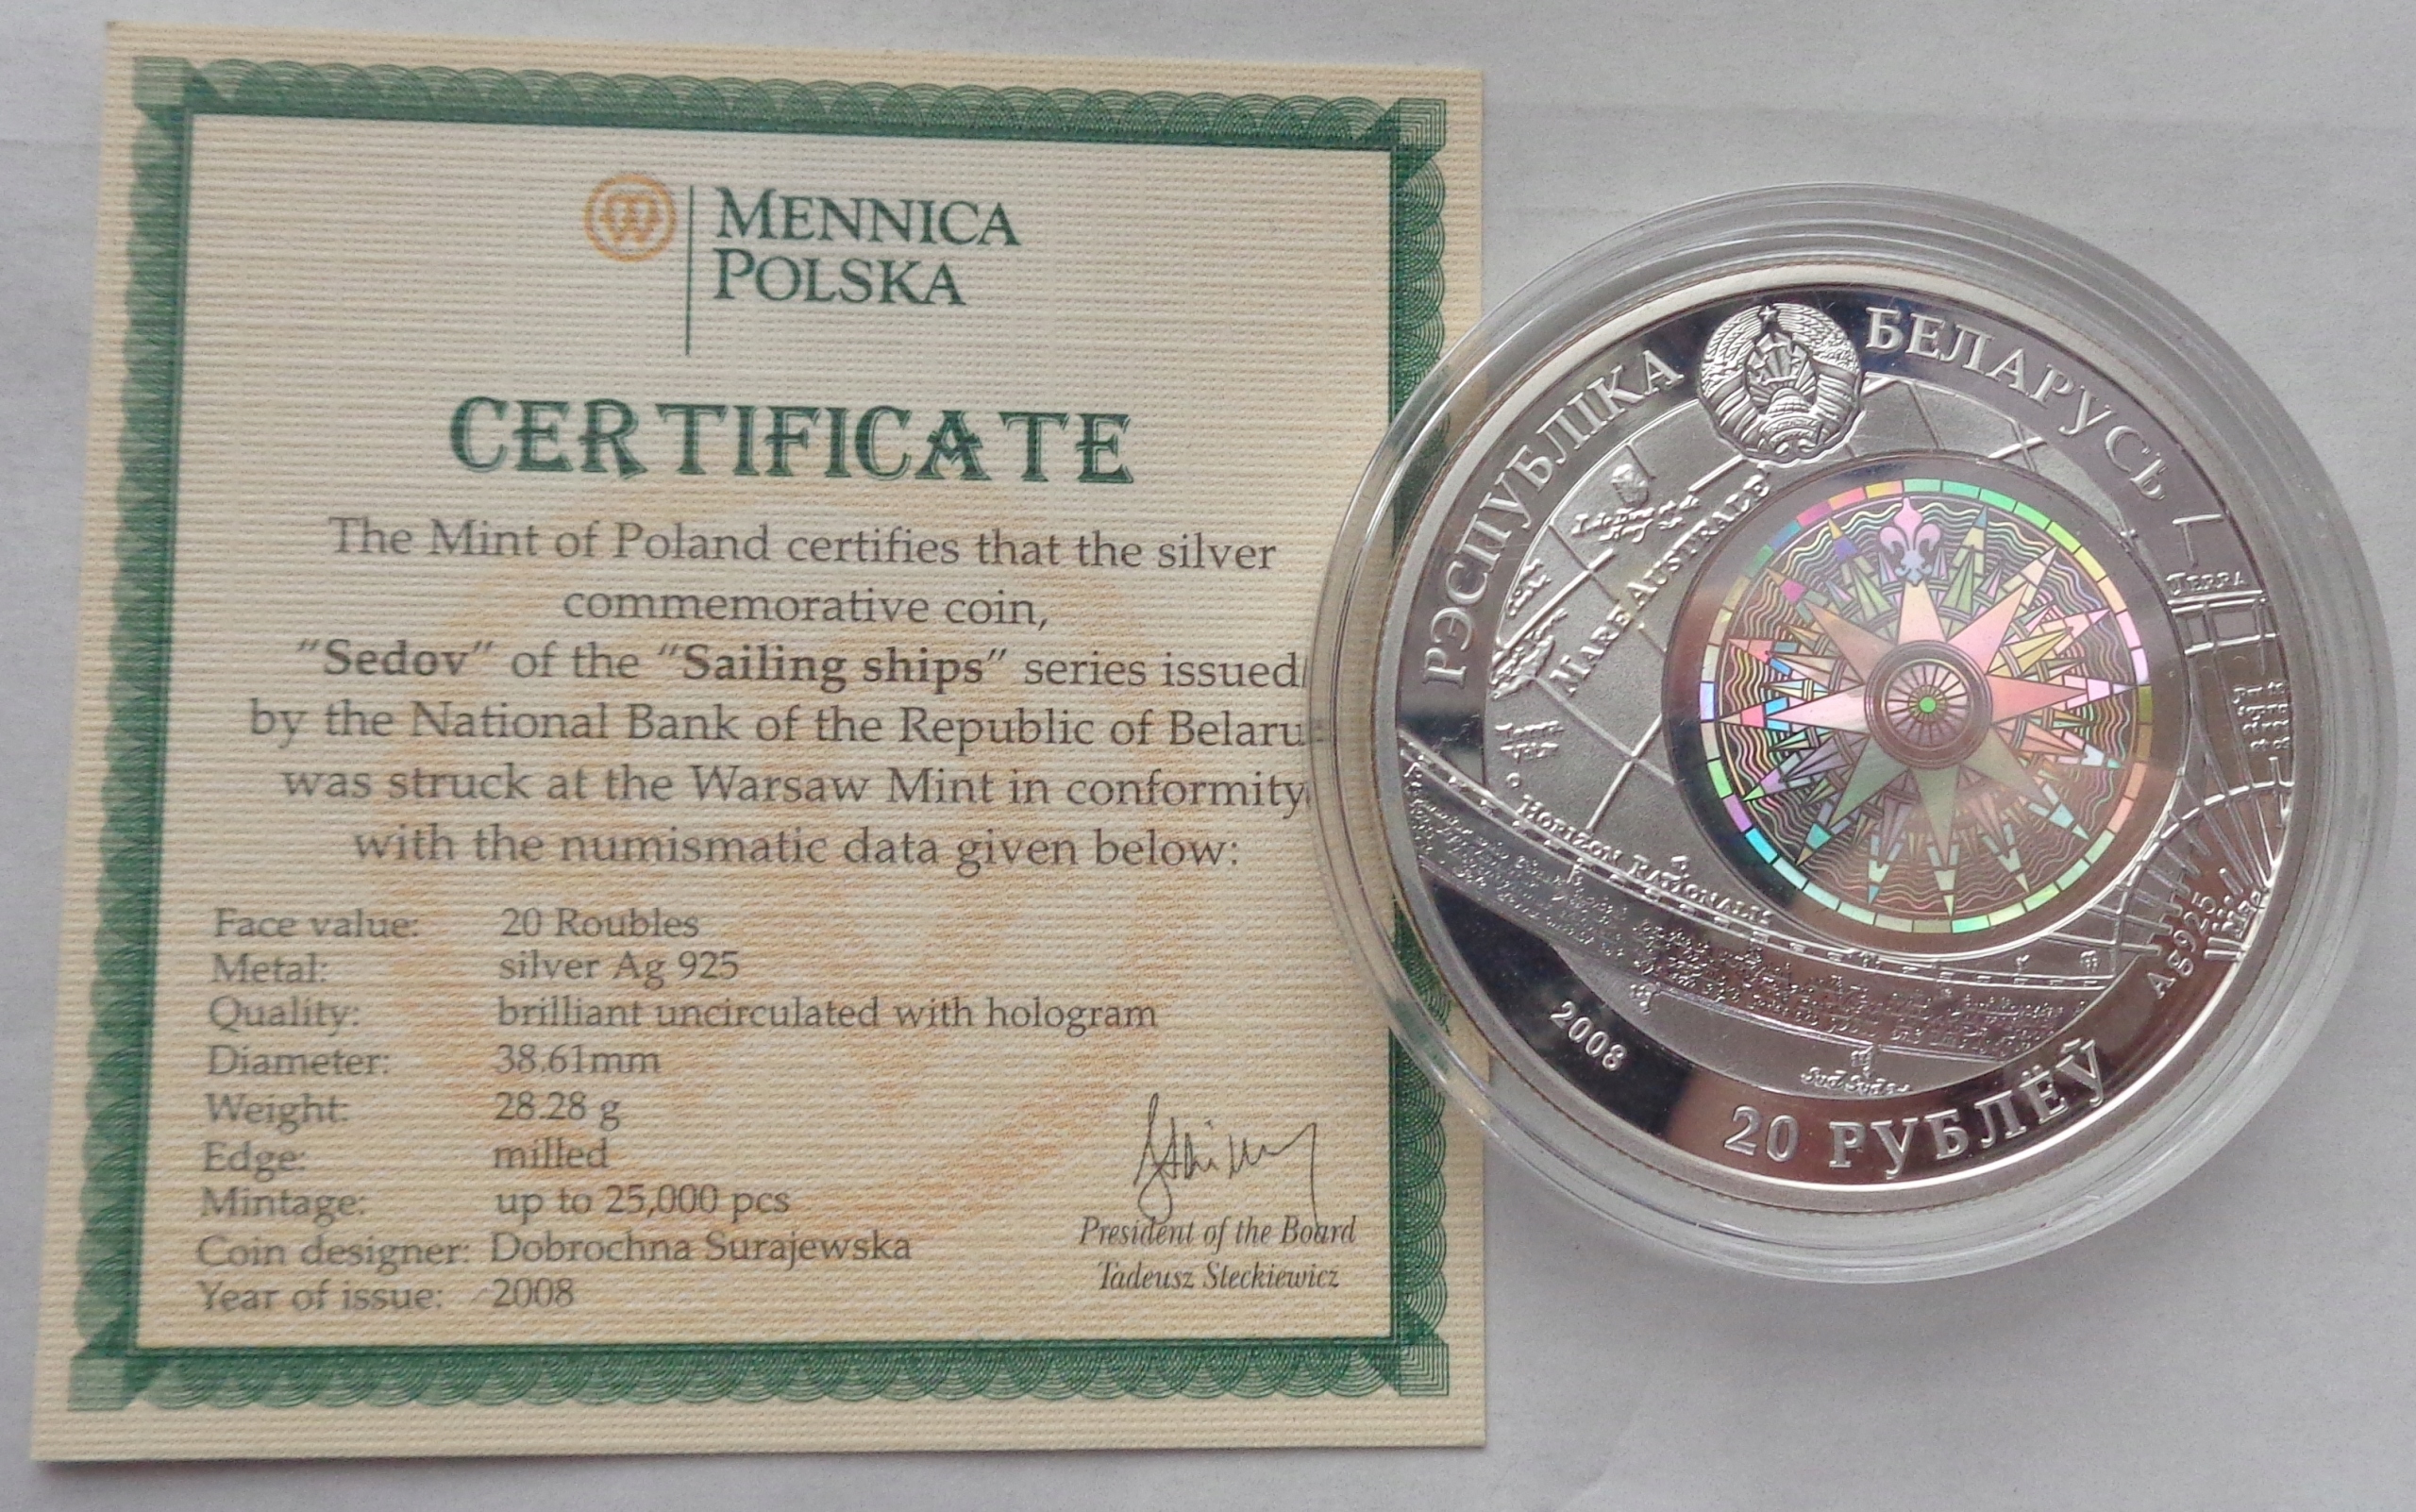 MENNICA
POLSKA
CERTIFICATE
The Mint of Poland certifies that the silver
commemorative coin,
"Sedov" of the "Sailing ships" series issued
by the National Bank of the Republic of Belaru
was struck at the Warsaw Mint in conformity
with the numismatic data given below:
Face value: 20 Roubles
Metal: silver Ag 925
Quality: brilliant uncirculated with hologram
Diameter: 38.61mm
Weight: 28.28 g
Edge: milled
Mintage: up to 25,000 pcs
Coin designer: Dobrochna Surajewska
Year of issue: 2008
President of the Board
Tadeusz Steckiewicz
РЭСПУБЛІКА БЕЛАРУСЬ
MARE AUSTRALE
TERRA
HORIZON RATIONALIS
Ag925
2008
20 РУБЛЁЎ